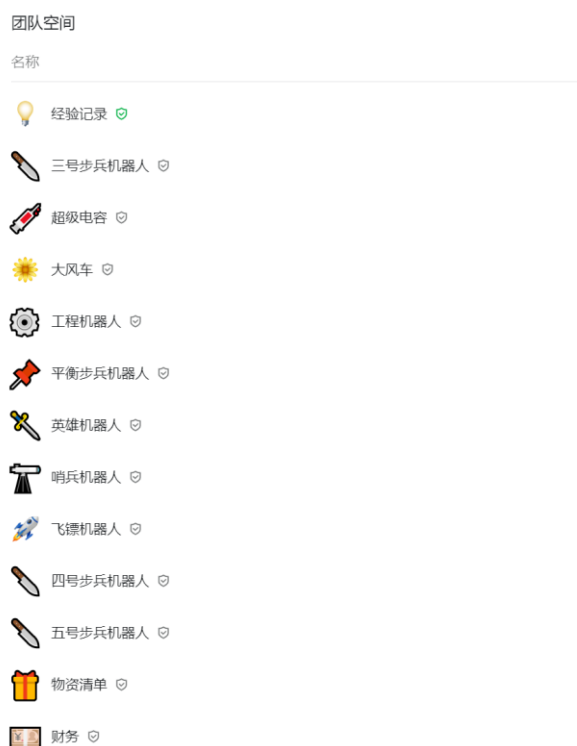 团队空间
名称
经验记录
三号步兵机器人
超级电容
大风车
工程机器人
平衡步兵机器人
英雄机器人
哨兵机器人
飞镖机器人
四号步兵机器人
五号步兵机器人
物资清单
财务